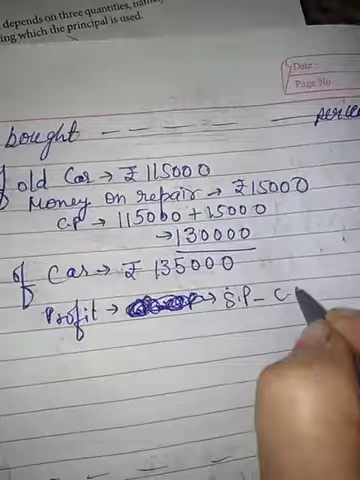 depends on three quantities,
ing which the principal is used.
Date :
Page No
bought — — — — — —
old Car → ₹ 115000
Money on repair → ₹15000
C.P → 115000 + 15000
→ 130000
of Car → ₹ 135000
Profit → → S.P - C